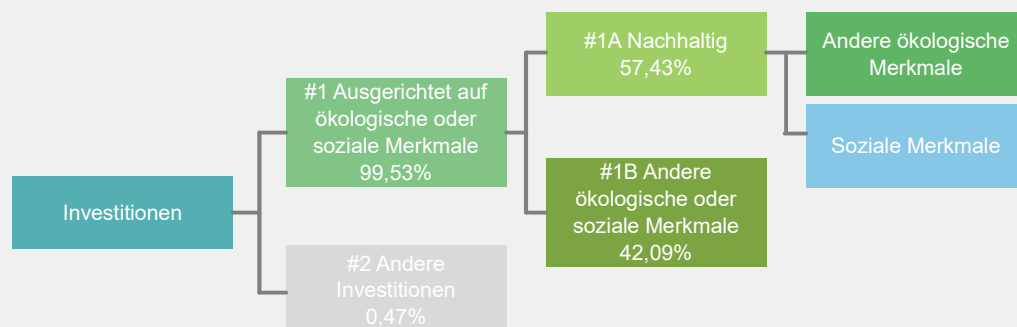 Investitionen
#1 Ausgerichtet auf
ökologische oder
soziale Merkmale
99,53%
#2 Andere
Investitionen
0,47%
#1A Nachhaltig
57,43%
#1B Andere
ökologische oder
soziale Merkmale
42,09%
Andere ökologische
Merkmale
Soziale Merkmale